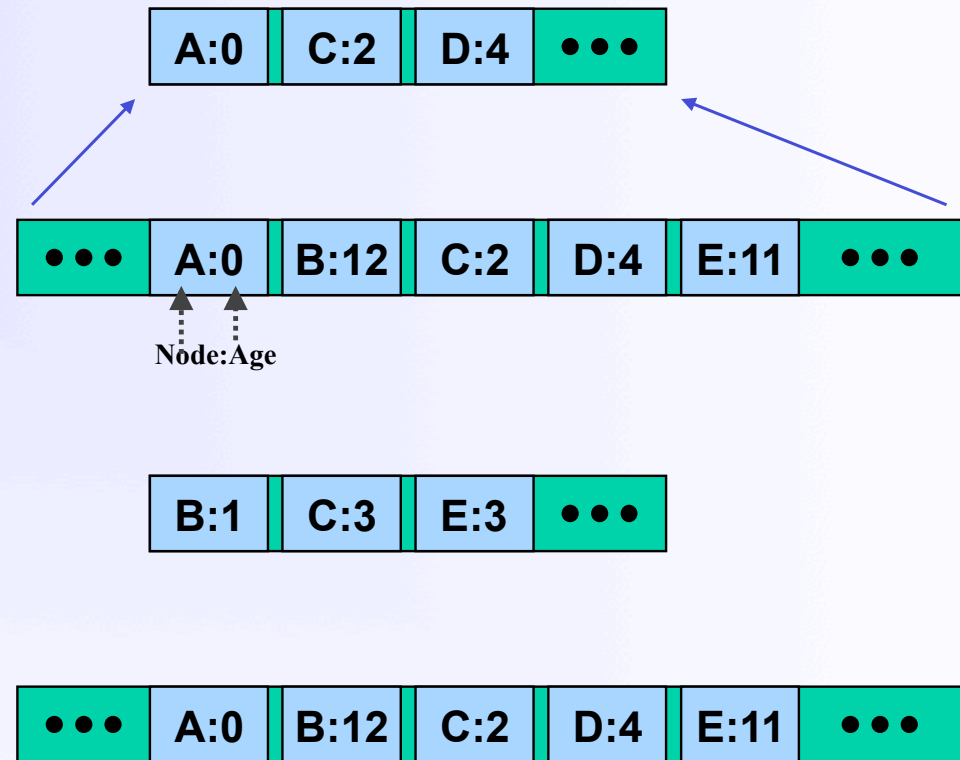 A:0 C:2 D:4 •••
••• A:0 B:12 C:2 D:4 E:11 •••
Node:Age
B:1 C:3 E:3 •••
••• A:0 B:12 C:2 D:4 E:11 •••